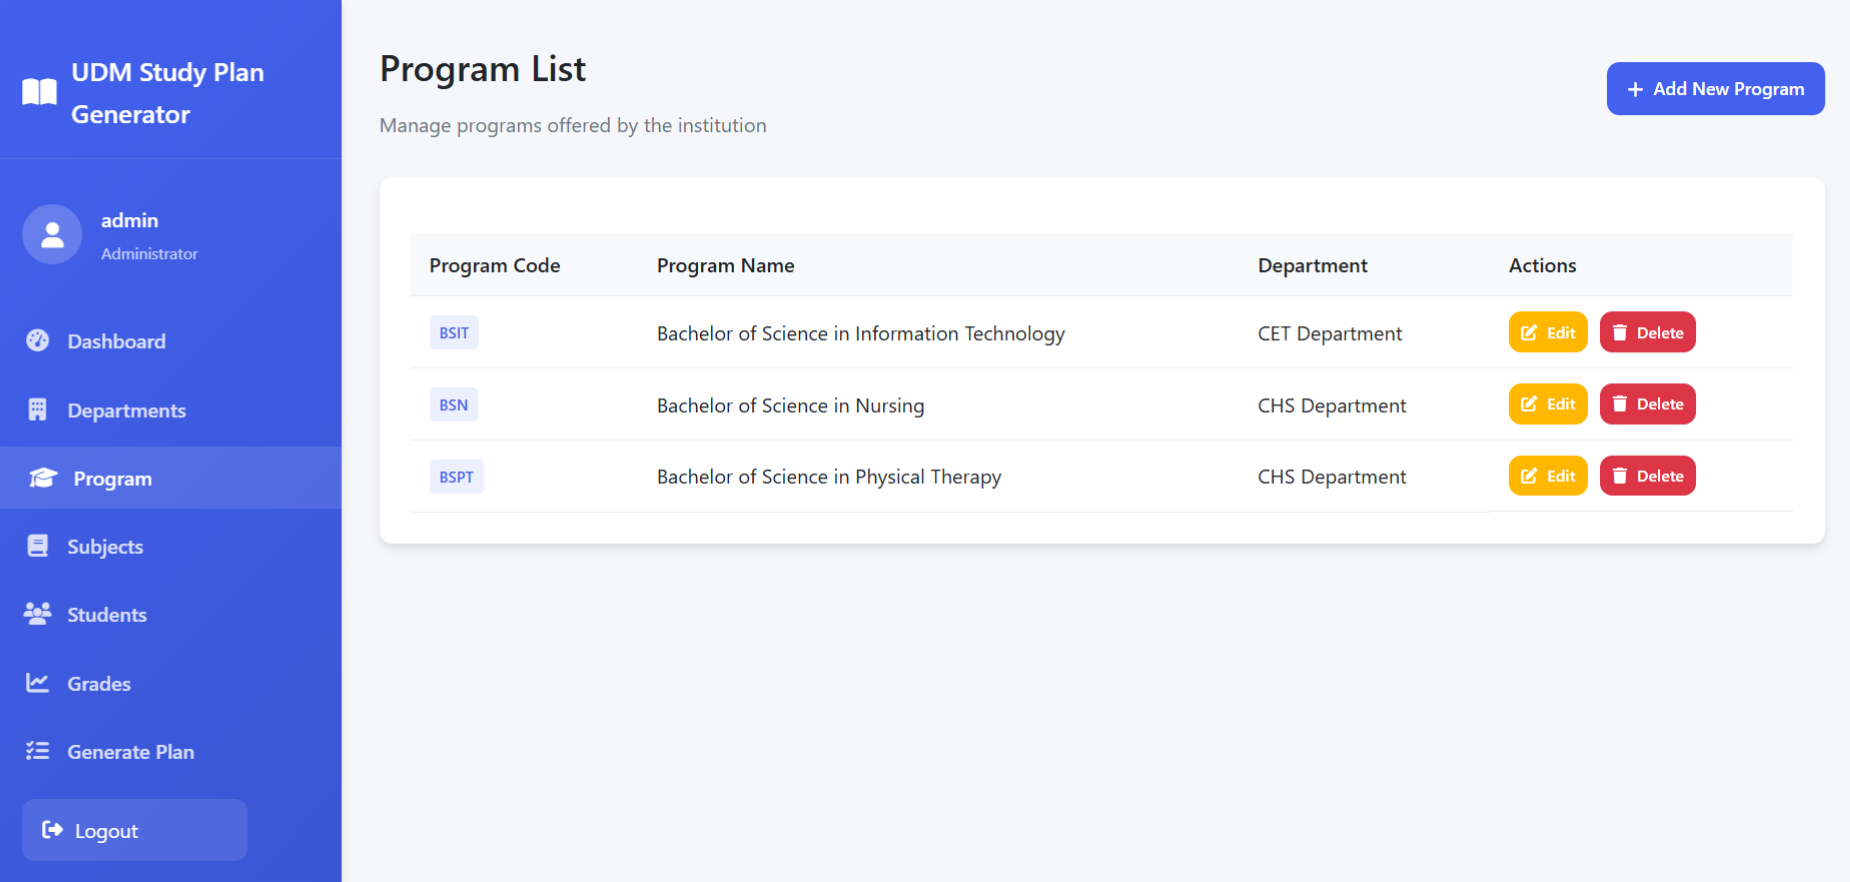 UDM Study Plan
Generator
admin
Administrator
Dashboard
Departments
Program
Subjects
Students
Grades
Generate Plan
Logout
Program List
Manage programs offered by the institution
+ Add New Program
Program Code Program Name Department Actions
BSIT Bachelor of Science in Information Technology CET Department Edit Delete
BSN Bachelor of Science in Nursing CHS Department Edit Delete
BSPT Bachelor of Science in Physical Therapy CHS Department Edit Delete